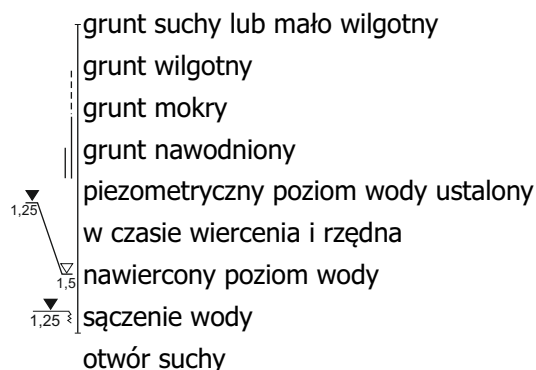 grunt suchy lub mało wilgotny
grunt wilgotny
grunt mokry
grunt nawodniony
piezometryczny poziom wody ustalony
1,25
w czasie wiercenia i rzędna
nawiercony poziom wody
1,5
sączenie wody
1,25
otwór suchy